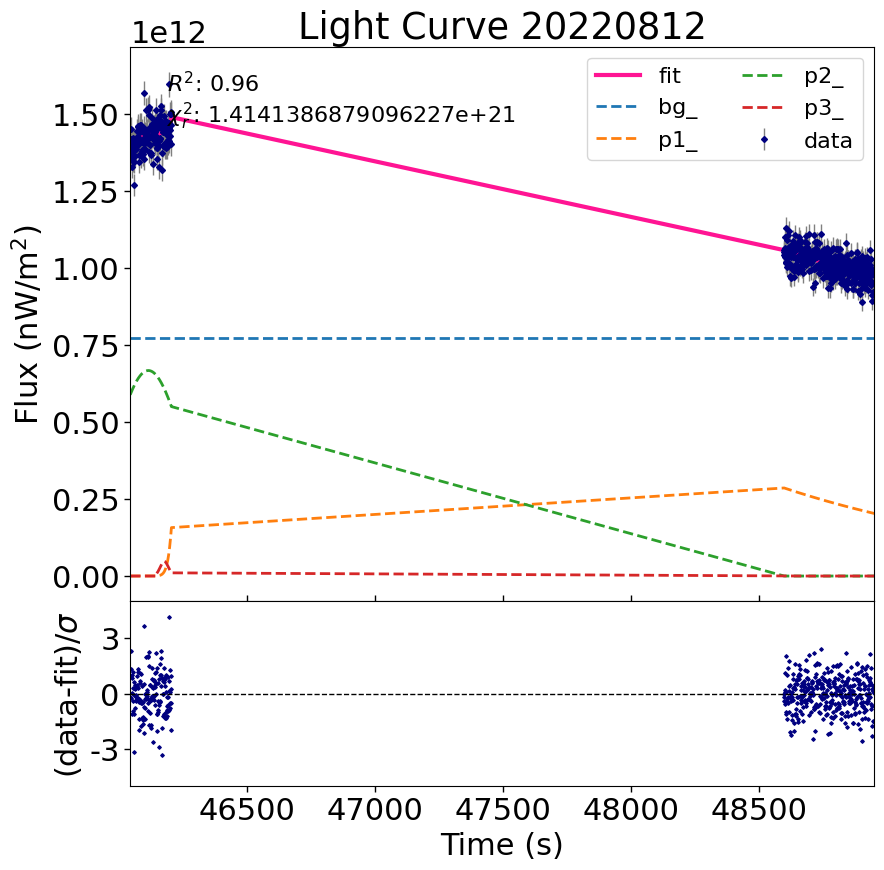 Light Curve 20220812
1e12
R²: 0.96
χ²ᵣ: 1.4141386879096227e+21
fit
bg_
p1_
p2_
p3_
data
Flux (nW/m²)
1.50
1.25
1.00
0.75
0.50
0.25
0.00
(data-fit)/σ
3
0
-3
46500 47000 47500 48000 48500
Time (s)